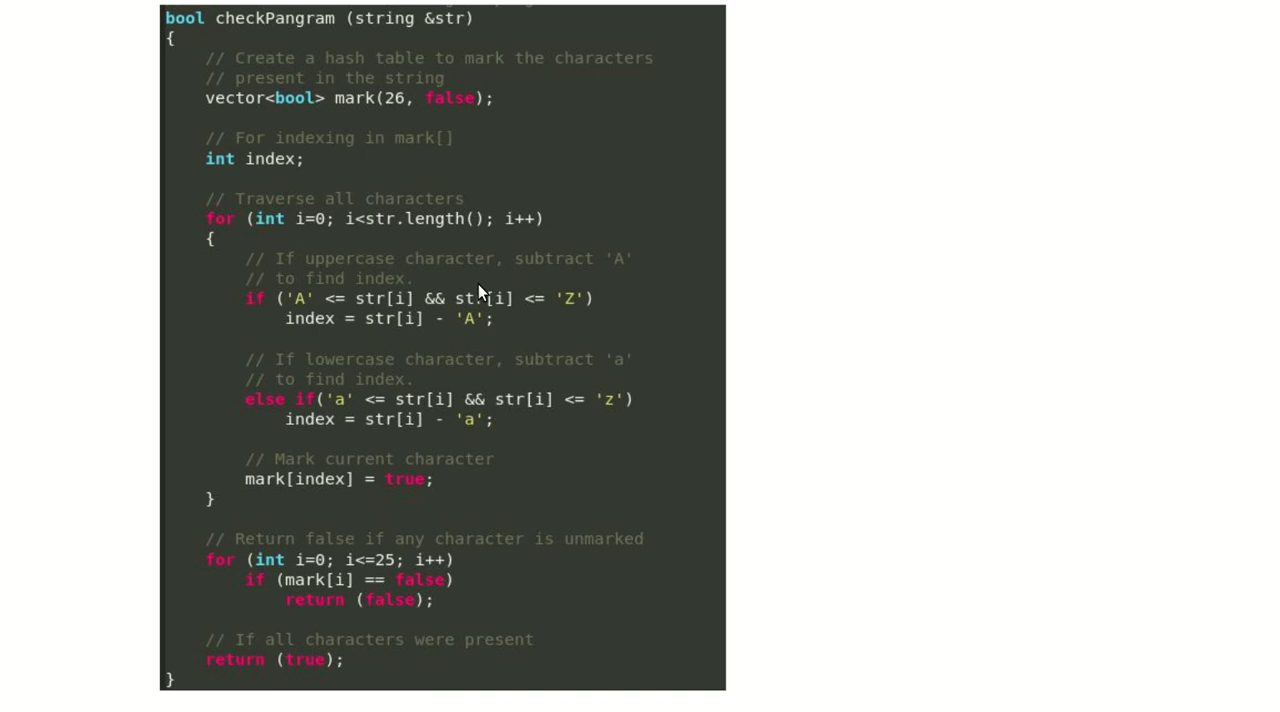 bool checkPangram (string &str)
{
    // Create a hash table to mark the characters
    // present in the string
    vector<bool> mark(26, false);
    // For indexing in mark[]
    int index;
    // Traverse all characters
    for (int i=0; i<str.length(); i++)
    {
        // If uppercase character, subtract 'A'
        // to find index.
        if ('A' <= str[i] && str[i] <= 'Z')
            index = str[i] - 'A';
        // If lowercase character, subtract 'a'
        // to find index.
        else if('a' <= str[i] && str[i] <= 'z')
            index = str[i] - 'a';
        // Mark current character
        mark[index] = true;
    }
    // Return false if any character is unmarked
    for (int i=0; i<=25; i++)
        if (mark[i] == false)
            return (false);
    // If all characters were present
    return (true);
}